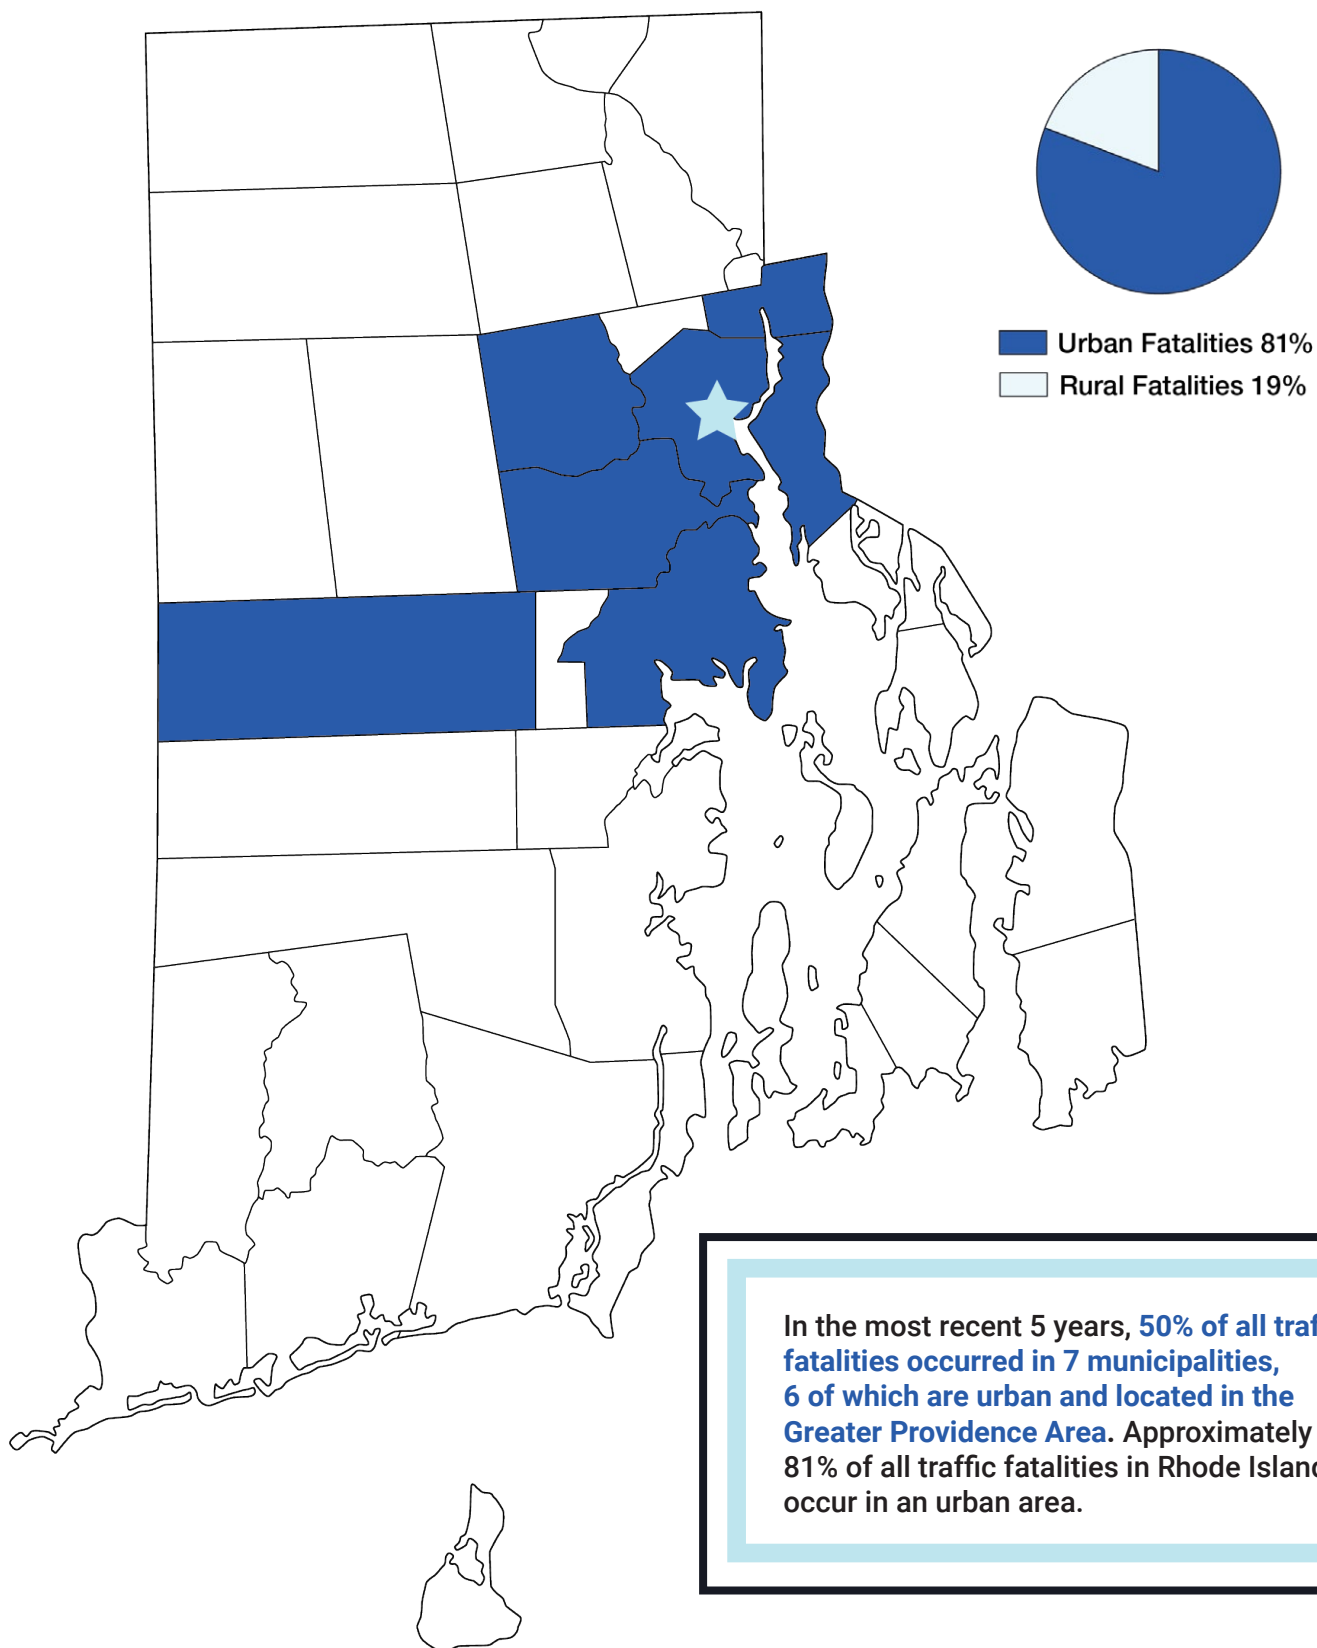 Urban Fatalities 81%
Rural Fatalities 19%
In the most recent 5 years, 50% of all
fatalities occurred in 7 municipalities,
6 of which are urban and located in the
Greater Providence Area. Approximately
81% of all traffic fatalities in Rhode
occur in an urban area.